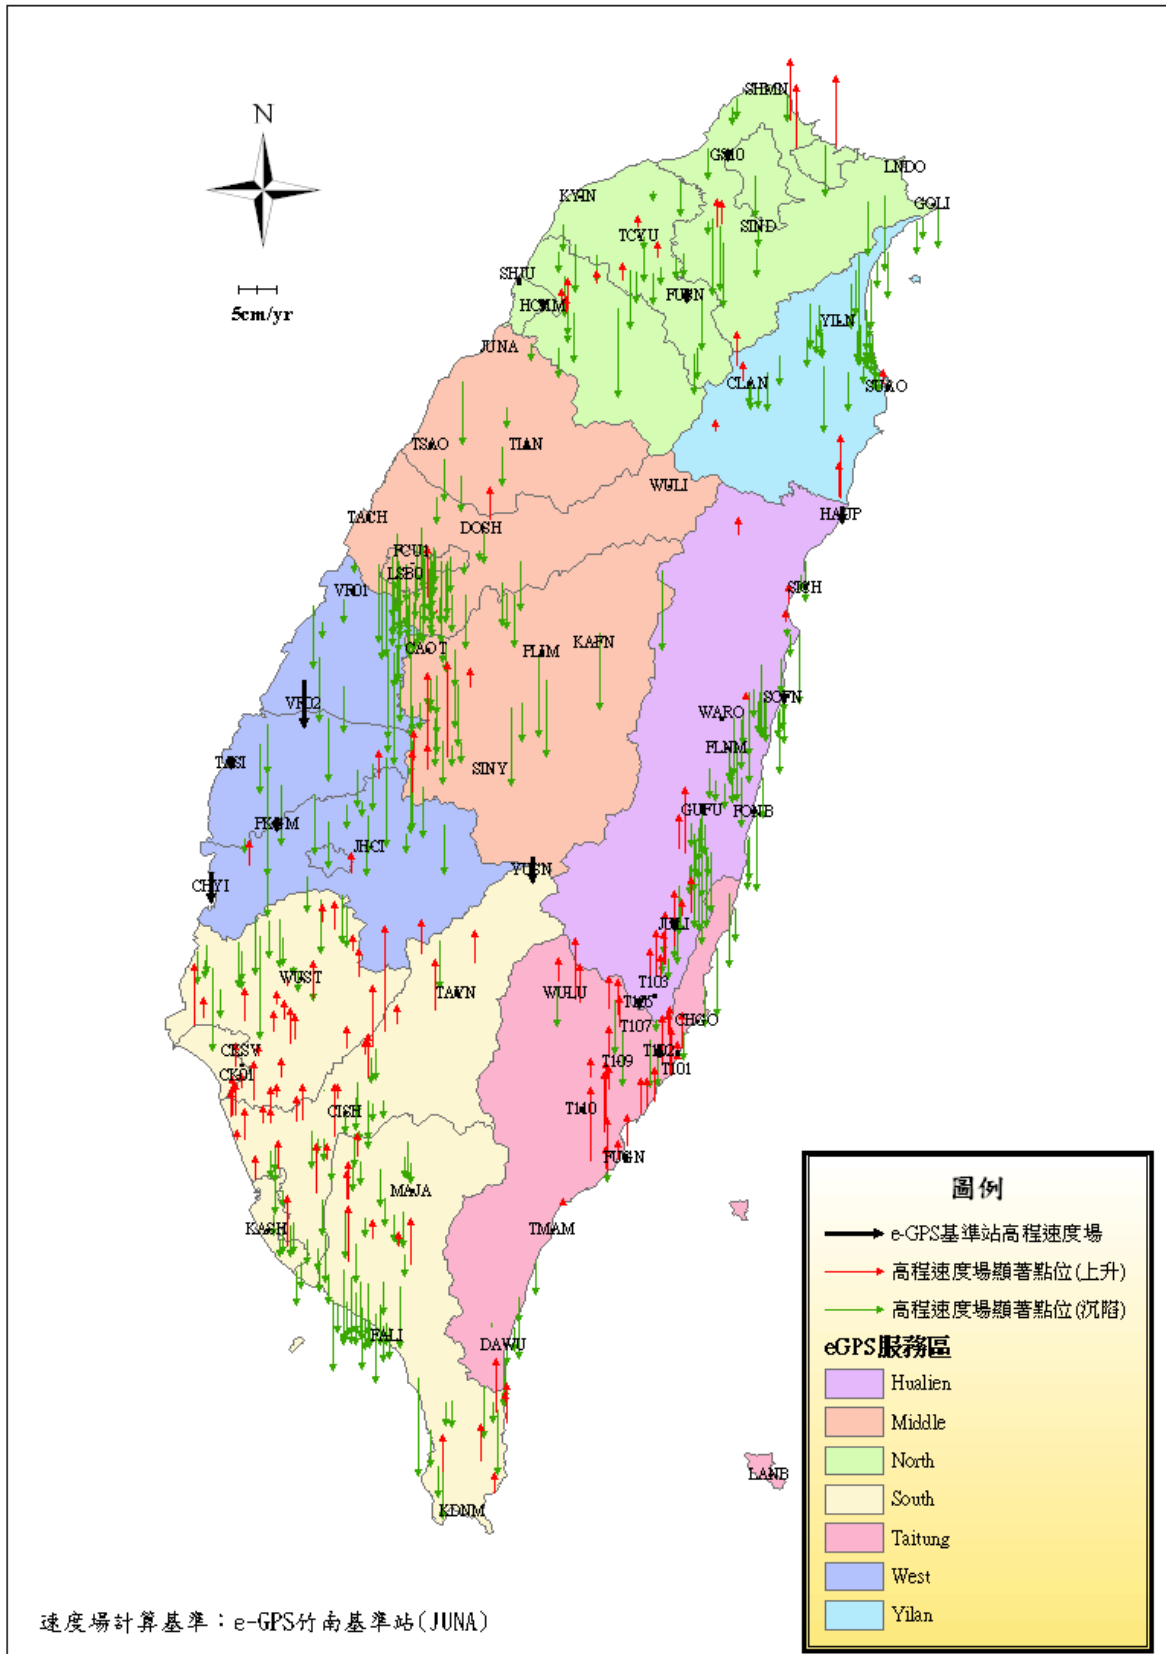 N
5cm/yr
SHMN
GS10
LNDO
KYIN
GOLI
TCYU
SIND
SHJU
HCHM
FUSN
YILN
JUNA
CLAN
SUAO
TSAO
TIAN
WULI
TACH
DOSH
HAUP
FCU1
LSB0
VR01
SICH
CAOT
PLIM
KAFN
VR02
SOFN
WARO
FLNM
TASI
SINY
GUFU
FONB
PKGM
JHCI
YUSN
CHYI
JULI
WUST
TAYN
WULU
T103
T105
T107
CHGO
CKSV
T102
CK01
T109
T101
CISH
T110
FUGN
MAJA
KASH
TMAM
FALI
DAWU
LANB
KDNM
圖例
e-GPS基準站高程速度場
高程速度場顯著點位(上升)
高程速度場顯著點位(沉陷)
eGPS服務區
Hualien
Middle
North
South
Taitung
West
Yilan
速度場計算基準：e-GPS竹南基準站(JUNA)